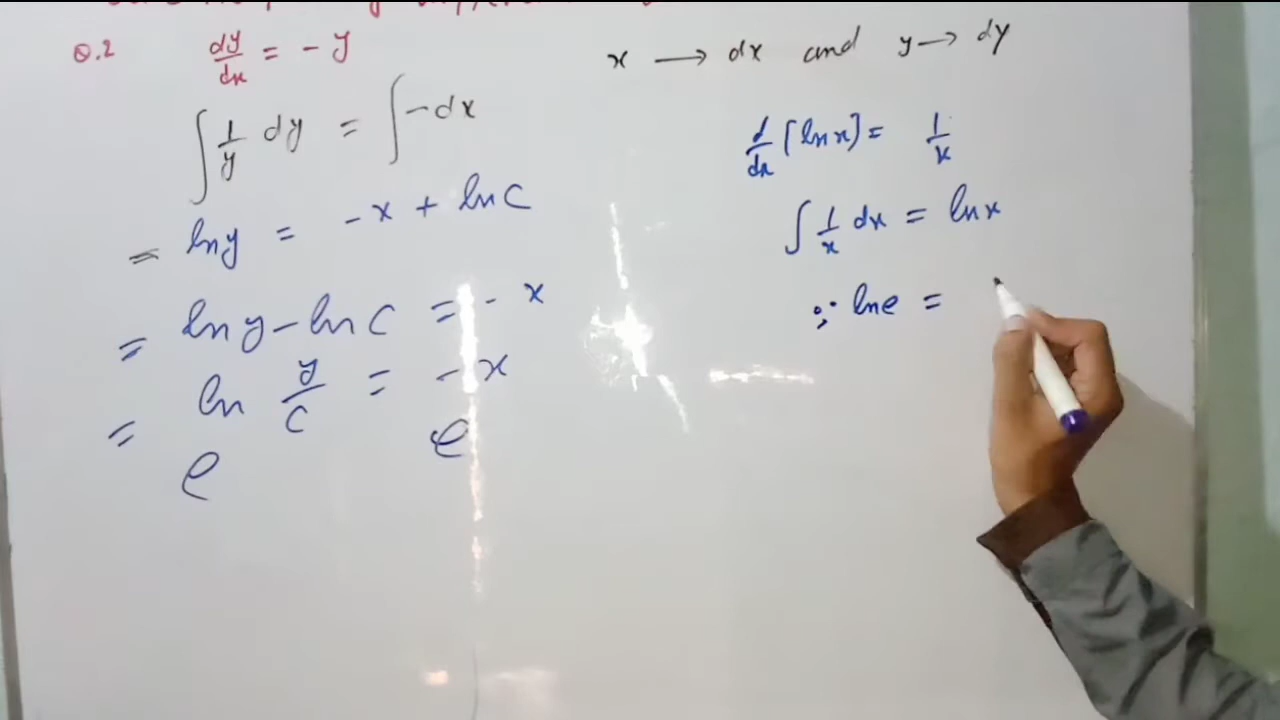 Q.2 dy/dx = - y
x → dx and y → dy
∫ 1/y dy = ∫ -dx
d/dx [ln x] = 1/x
= ln y = -x + ln C
∫ 1/x dx = ln x
= ln y - ln C = - x
∵ ln e =
= ln y/C = - x
e e